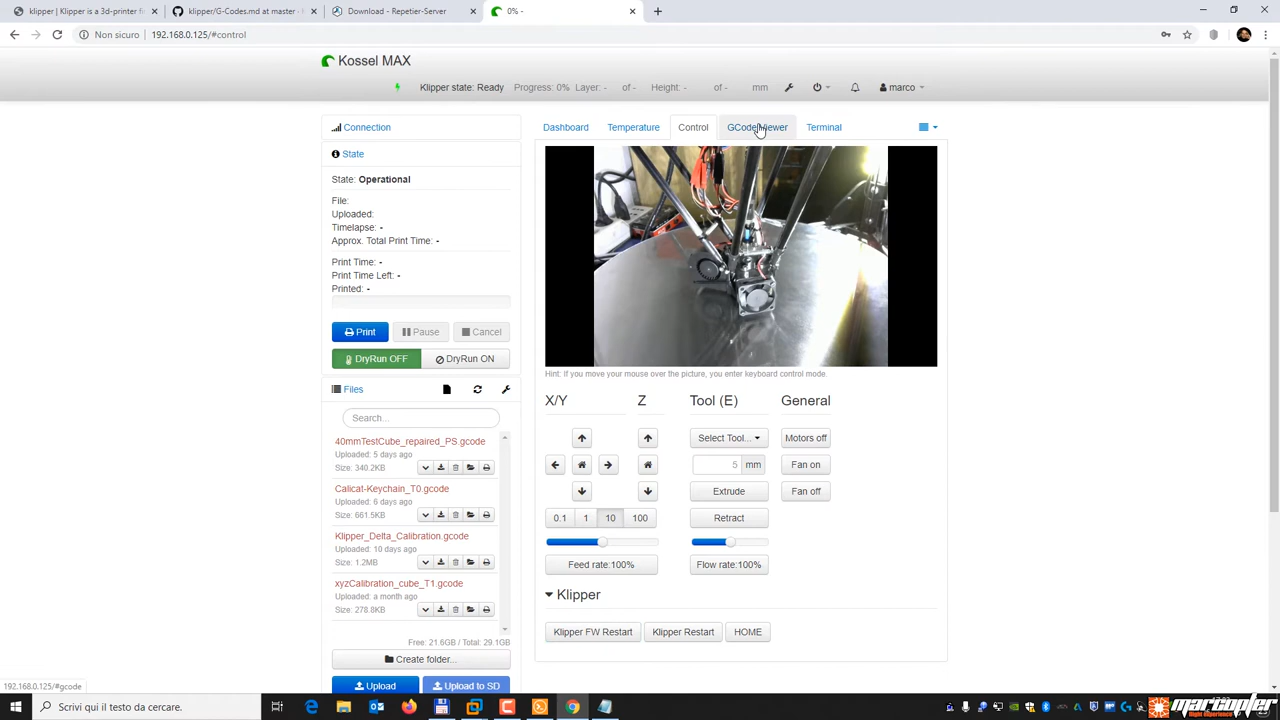 klipper | Klipper is a 3d-printer f
klipper/G-Codes.md at master · k
Download - Repetier-Server
0% -
Non sicuro
192.168.0.125/#control
Kossel MAX
Klipper state: Ready
Progress: 0%
Layer: -
of -
Height: -
of -
mm
marco
Connection
State
State: Operational
File:
Uploaded:
Timelapse: -
Approx. Total Print Time: -
Print Time: -
Print Time Left: -
Printed: -
Print
Pause
Cancel
DryRun OFF
DryRun ON
Files
Search...
40mmTestCube_repaired_PS.gcode
Uploaded: 5 days ago
Size: 340.2KB
Calicat-Keychain_T0.gcode
Uploaded: 6 days ago
Size: 661.5KB
Klipper_Delta_Calibration.gcode
Uploaded: 10 days ago
Size: 1.2MB
xyzCalibration_cube_T1.gcode
Uploaded: a month ago
Size: 278.8KB
Free: 21.6GB / Total: 29.1GB
Create folder...
Upload
Upload to SD
Dashboard
Temperature
Control
GCode Viewer
Terminal
Hint: If you move your mouse over the picture, you enter keyboard control mode.
X/Y
Z
Tool (E)
General
Select Tool...
Motors off
5 mm
Fan on
Extrude
Fan off
0.1
1
10
100
Retract
Feed rate:100%
Flow rate:100%
Klipper
Klipper FW Restart
Klipper Restart
HOME
192.168.0.125/#gcode
Scrivi qui il testo da cercare.
marcopter